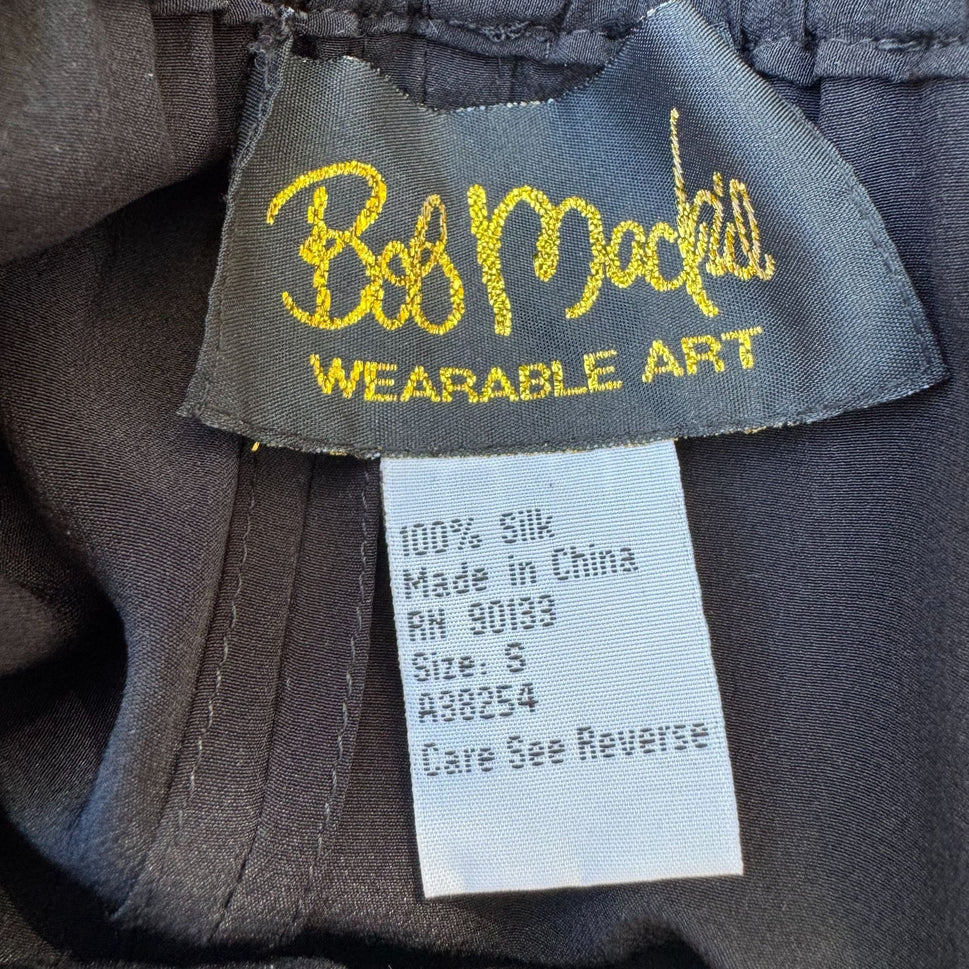 Bob Mackie
WEARABLE ART
100% Silk
Made in China
RN 90133
Size: S
A38254
Care See Reverse